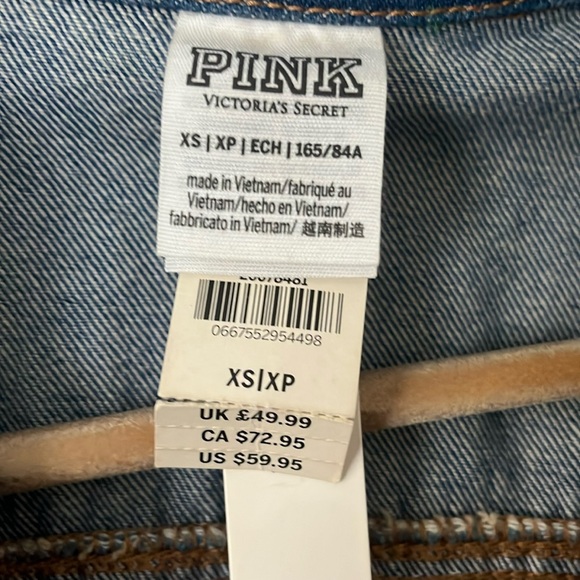 PINK
VICTORIA'S SECRET
XS | XP | ECH | 165/84A
made in Vietnam/fabriqué au
Vietnam/hecho en Vietnam/
fabbricato in Vietnam/ 越南制造
0667552954498
XS|XP
UK £49.99
CA $72.95
US $59.95